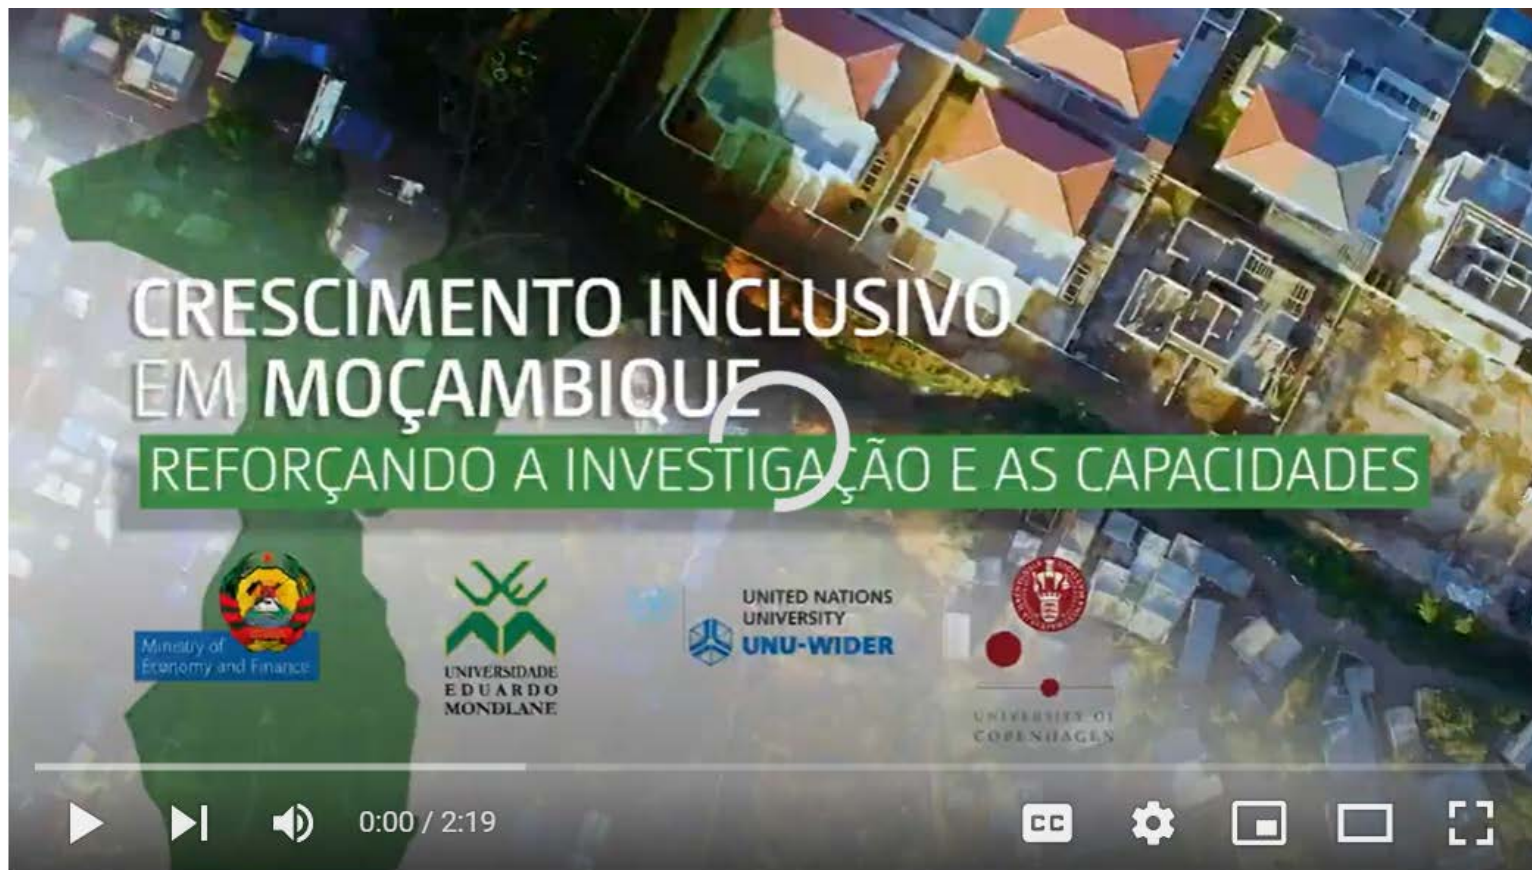 CRESCIMENTO INCLUSIVO
EM MOÇAMBIQUE
REFORÇANDO A INVESTIGAÇÃO E AS CAPACIDADES
Ministry of
Economy and Finance
UNIVERSIDADE
EDUARDO
MONDLANE
UNITED NATIONS
UNIVERSITY
UNU-WIDER
UNIVERSITY OF
COPENHAGEN
0:00 / 2:19
CC